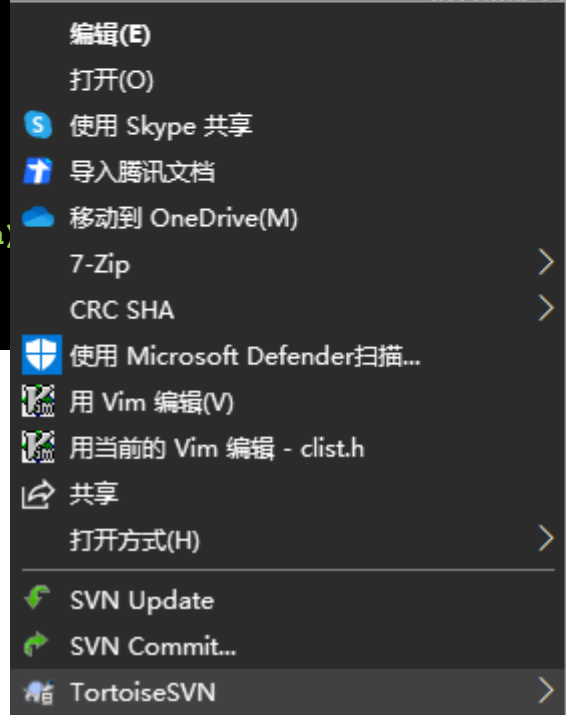 编辑(E)
打开(O)
使用 Skype 共享
导入腾讯文档
移动到 OneDrive(M)
7-Zip
CRC SHA
使用 Microsoft Defender扫描...
用 Vim 编辑(V)
用当前的 Vim 编辑 - clist.h
共享
打开方式(H)
SVN Update
SVN Commit...
TortoiseSVN